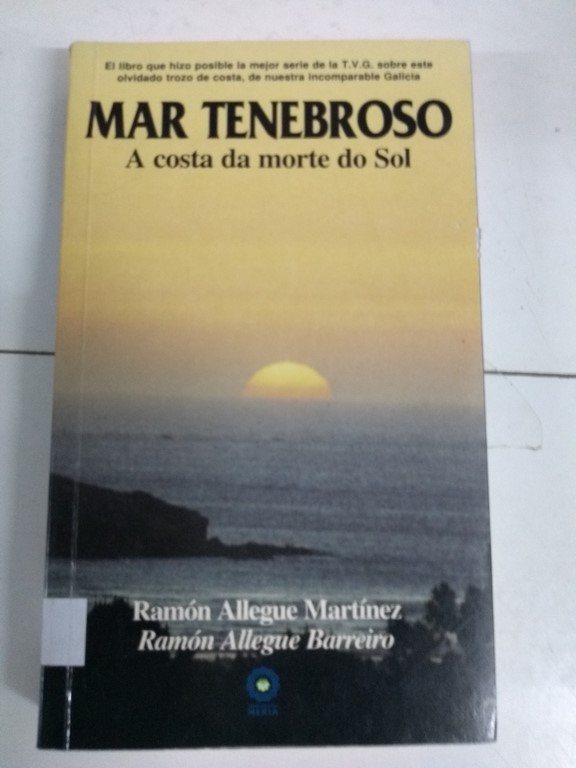 El libro que hizo posible la mejor serie de la T.V.G. sobre este
olvidado trozo de costa, de nuestra incomparable Galicia
MAR TENEBROSO
A costa da morte do Sol
Ramón Allegue Martínez
Ramón Allegue Barreiro
NERIA